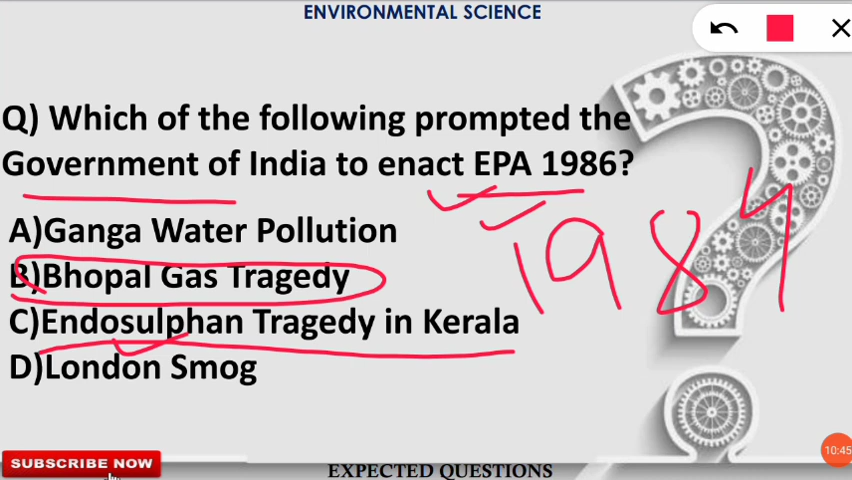 ENVIRONMENTAL SCIENCE
Q) Which of the following prompted the
Government of India to enact EPA 1986?
A)Ganga Water Pollution
B)Bhopal Gas Tragedy
1984
C)Endosulphan Tragedy in Kerala
D)London Smog
10:45
SUBSCRIBE NOW
EXPECTED QUESTIONS